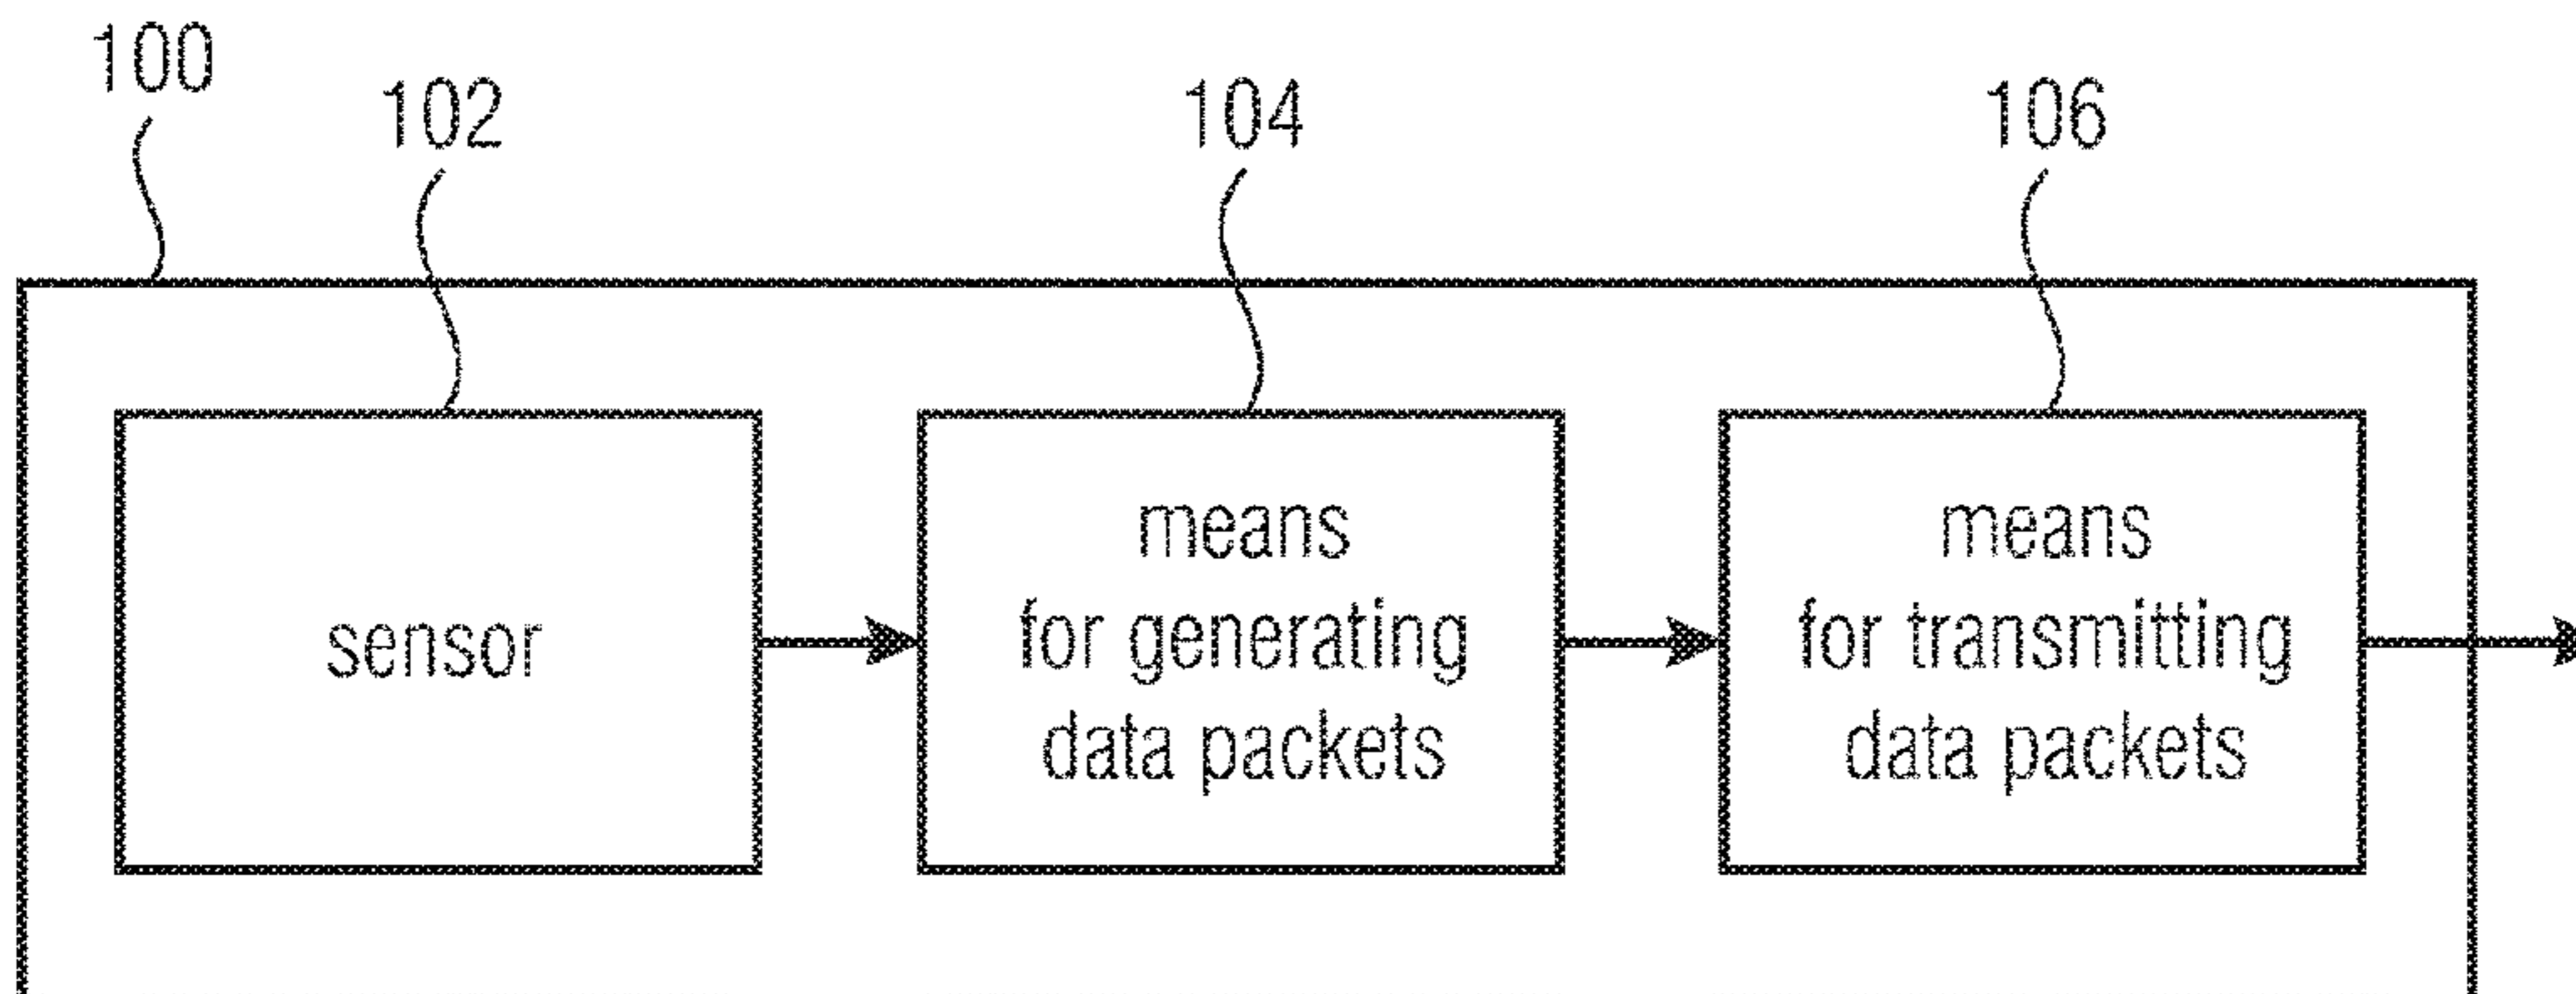 100
102
104
106
sensor
means
for generating
data packets
means
for transmitting
data packets